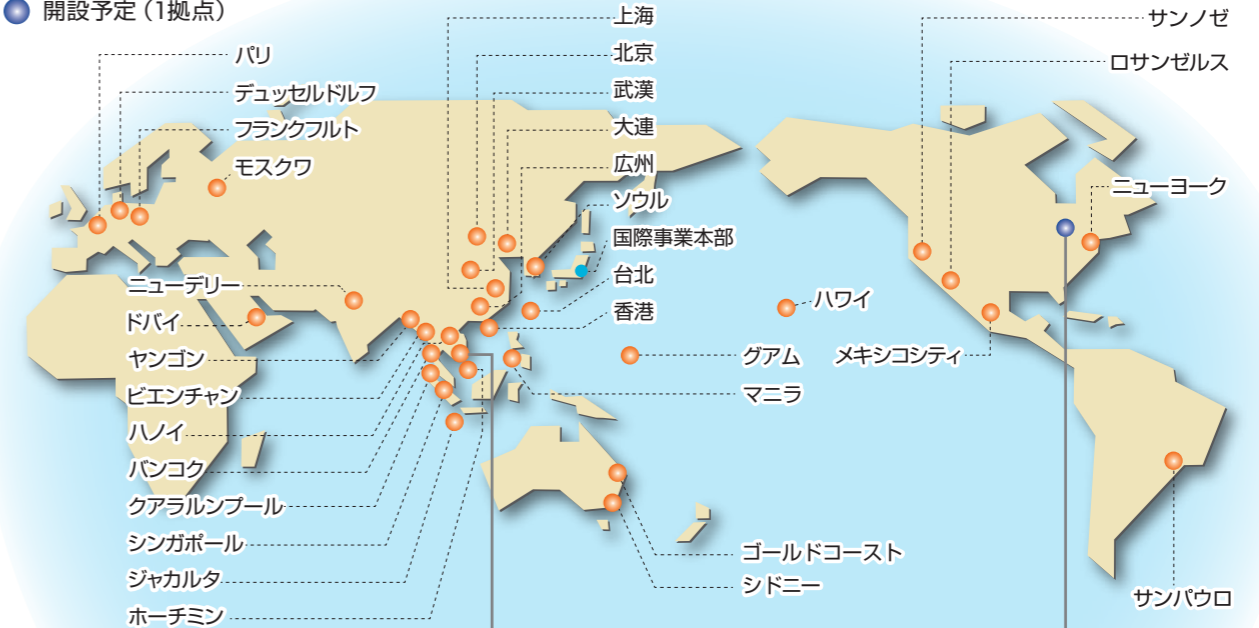 開設予定（1拠点）
パリ
デュッセルドルフ
フランクフルト
モスクワ
ニューデリー
ドバイ
ヤンゴン
ビエンチャン
ハノイ
バンコク
クアラルンプール
シンガポール
ジャカルタ
ホーチミン
上海
北京
武漢
大連
広州
ソウル
国際事業本部
台北
香港
グアム
マニラ
ゴールドコースト
シドニー
ハワイ
サンノゼ
ロサンゼルス
ニューヨーク
メキシコシティ
サンパウロ